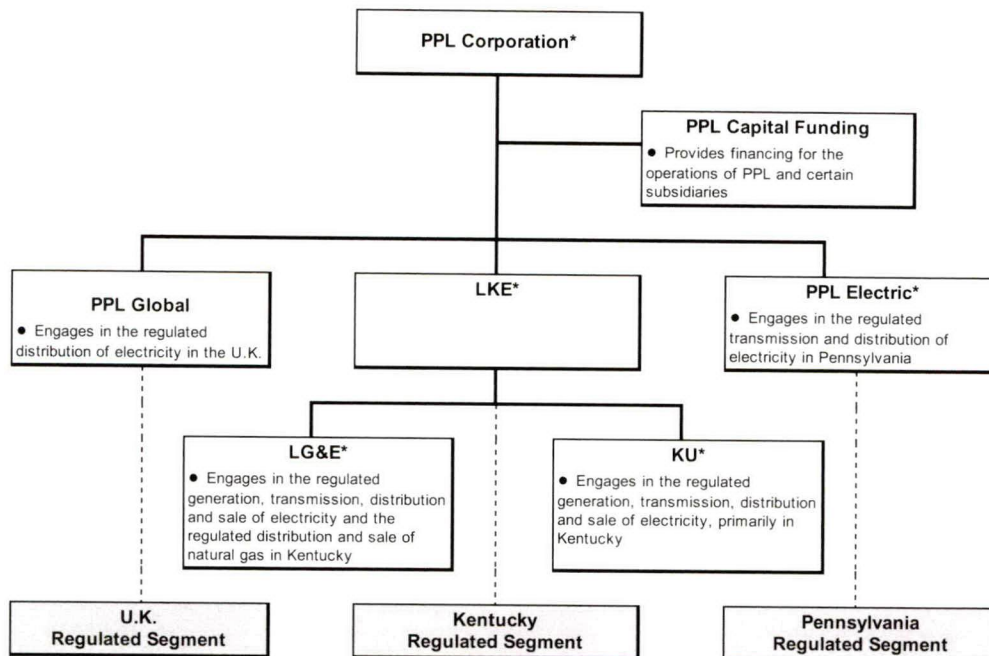 PPL Corporation*
PPL Capital Funding
● Provides financing for the
operations of PPL and certain
subsidiaries
PPL Global
● Engages in the regulated
distribution of electricity in the U.K.
LKE*
PPL Electric*
● Engages in the regulated
transmission and distribution of
electricity in Pennsylvania
LG&E*
● Engages in the regulated
generation, transmission, distribution
and sale of electricity and the
regulated distribution and sale of
natural gas in Kentucky
KU*
● Engages in the regulated
generation, transmission, distribution
and sale of electricity, primarily in
Kentucky
U.K.
Regulated Segment
Kentucky
Regulated Segment
Pennsylvania
Regulated Segment